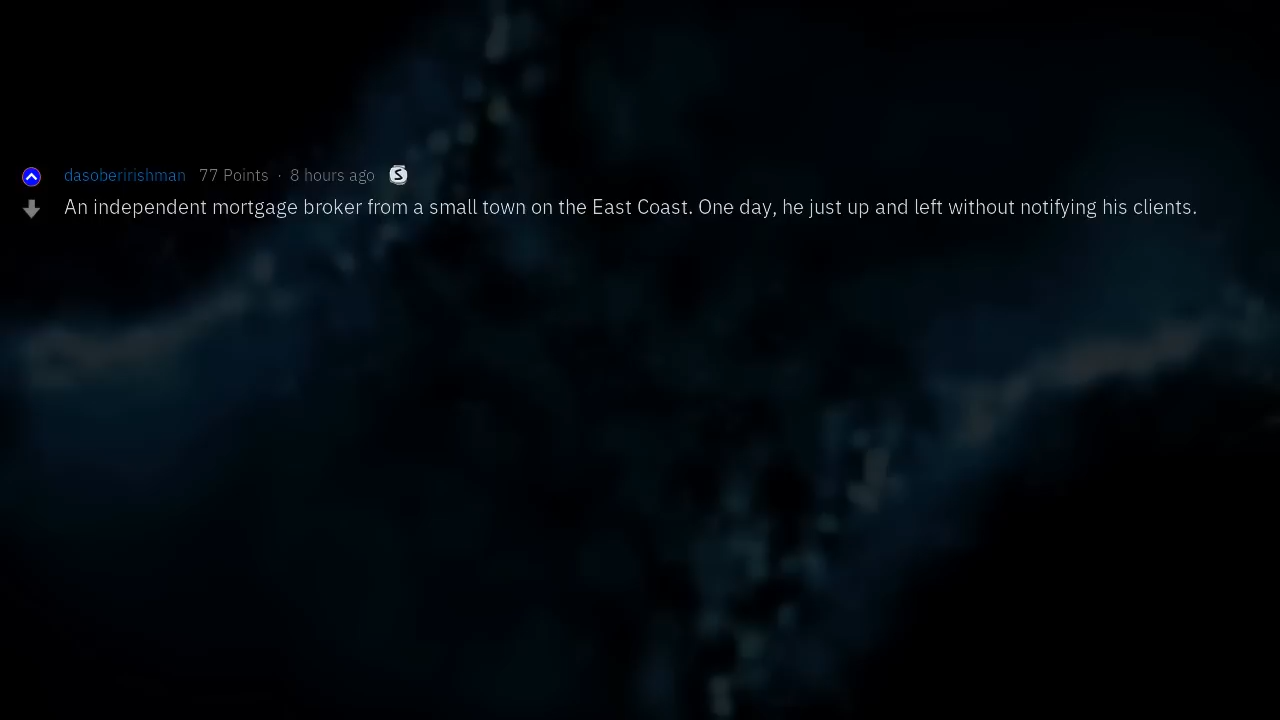 dasoberirishman 77 Points · 8 hours ago S
An independent mortgage broker from a small town on the East Coast. One day, he just up and left without notifying his clients.